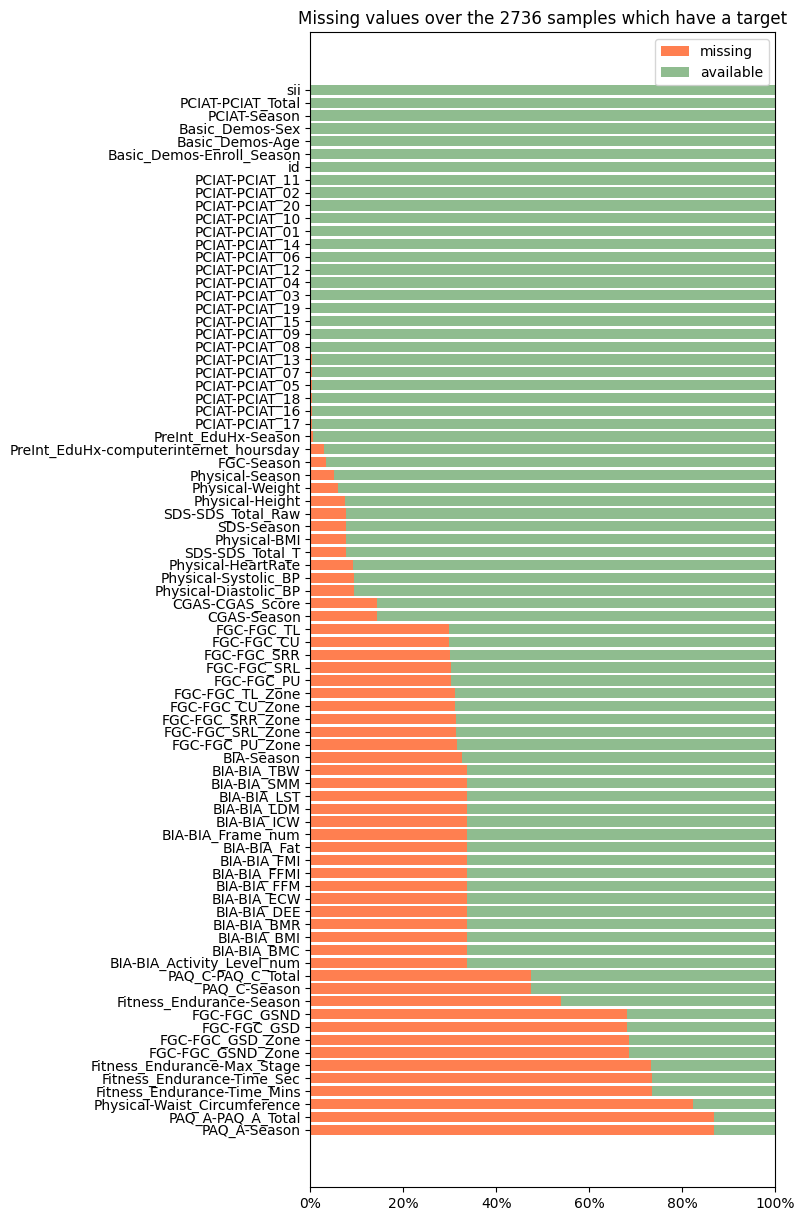 Missing values over the 2736 samples which have a target
missing
available
sii
PCIAT-PCIAT_Total
PCIAT-Season
Basic_Demos-Sex
Basic_Demos-Age
Basic_Demos-Enroll_Season
id
PCIAT-PCIAT_11
PCIAT-PCIAT_02
PCIAT-PCIAT_20
PCIAT-PCIAT_10
PCIAT-PCIAT_01
PCIAT-PCIAT_14
PCIAT-PCIAT_06
PCIAT-PCIAT_12
PCIAT-PCIAT_04
PCIAT-PCIAT_03
PCIAT-PCIAT_19
PCIAT-PCIAT_15
PCIAT-PCIAT_09
PCIAT-PCIAT_08
PCIAT-PCIAT_13
PCIAT-PCIAT_07
PCIAT-PCIAT_05
PCIAT-PCIAT_18
PCIAT-PCIAT_16
PCIAT-PCIAT_17
PreInt_EduHx-Season
PreInt_EduHx-computerinternet_hoursday
FGC-Season
Physical-Season
Physical-Weight
Physical-Height
SDS-SDS_Total_Raw
SDS-Season
Physical-BMI
SDS-SDS_Total_T
Physical-HeartRate
Physical-Systolic_BP
Physical-Diastolic_BP
CGAS-CGAS_Score
CGAS-Season
FGC-FGC_TL
FGC-FGC_CU
FGC-FGC_SRR
FGC-FGC_SRL
FGC-FGC_PU
FGC-FGC_TL_Zone
FGC-FGC_CU_Zone
FGC-FGC_SRR_Zone
FGC-FGC_SRL_Zone
FGC-FGC_PU_Zone
BIA-Season
BIA-BIA_TBW
BIA-BIA_SMM
BIA-BIA_LST
BIA-BIA_LDM
BIA-BIA_ICW
BIA-BIA_Frame_num
BIA-BIA_Fat
BIA-BIA_FMI
BIA-BIA_FFMI
BIA-BIA_FFM
BIA-BIA_ECW
BIA-BIA_DEE
BIA-BIA_BMR
BIA-BIA_BMI
BIA-BIA_BMC
BIA-BIA_Activity_Level_num
PAQ_C-PAQ_C_Total
PAQ_C-Season
Fitness_Endurance-Season
FGC-FGC_GSND
FGC-FGC_GSD
FGC-FGC_GSD_Zone
FGC-FGC_GSND_Zone
Fitness_Endurance-Max_Stage
Fitness_Endurance-Time_Sec
Fitness_Endurance-Time_Mins
Physical-Waist_Circumference
PAQ_A-PAQ_A_Total
PAQ_A-Season
0% 20% 40% 60% 80% 100%